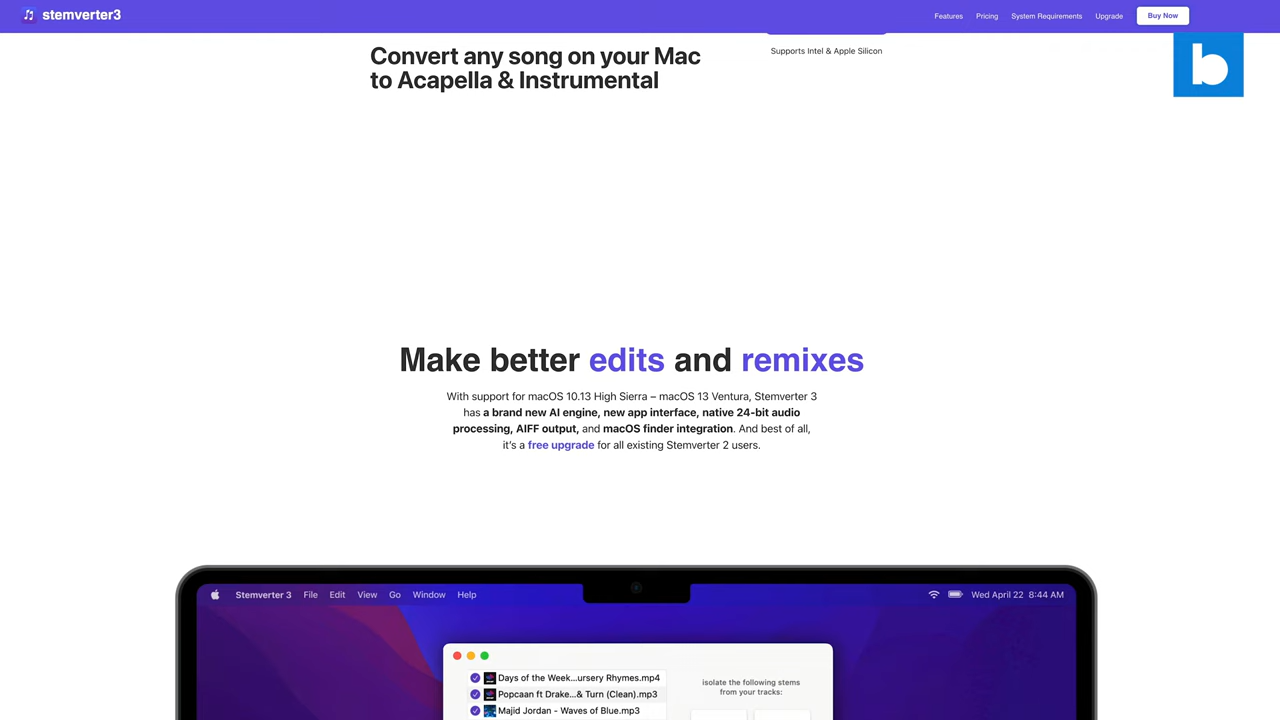 stemverter3
Features Pricing System Requirements Upgrade Buy Now
Convert any song on your Mac
to Acapella & Instrumental
Supports Intel & Apple Silicon
b
Make better edits and remixes
With support for macOS 10.13 High Sierra – macOS 13 Ventura, Stemverter 3
has a brand new AI engine, new app interface, native 24-bit audio
processing, AIFF output, and macOS finder integration. And best of all,
it's a free upgrade for all existing Stemverter 2 users.
Stemverter 3 File Edit View Go Window Help
Wed April 22 8:44 AM
Days of the Week...ursery Rhymes.mp4
Popcaan ft Drake...& Turn (Clean).mp3
Majid Jordan - Waves of Blue.mp3
isolate the following stems
from your tracks: